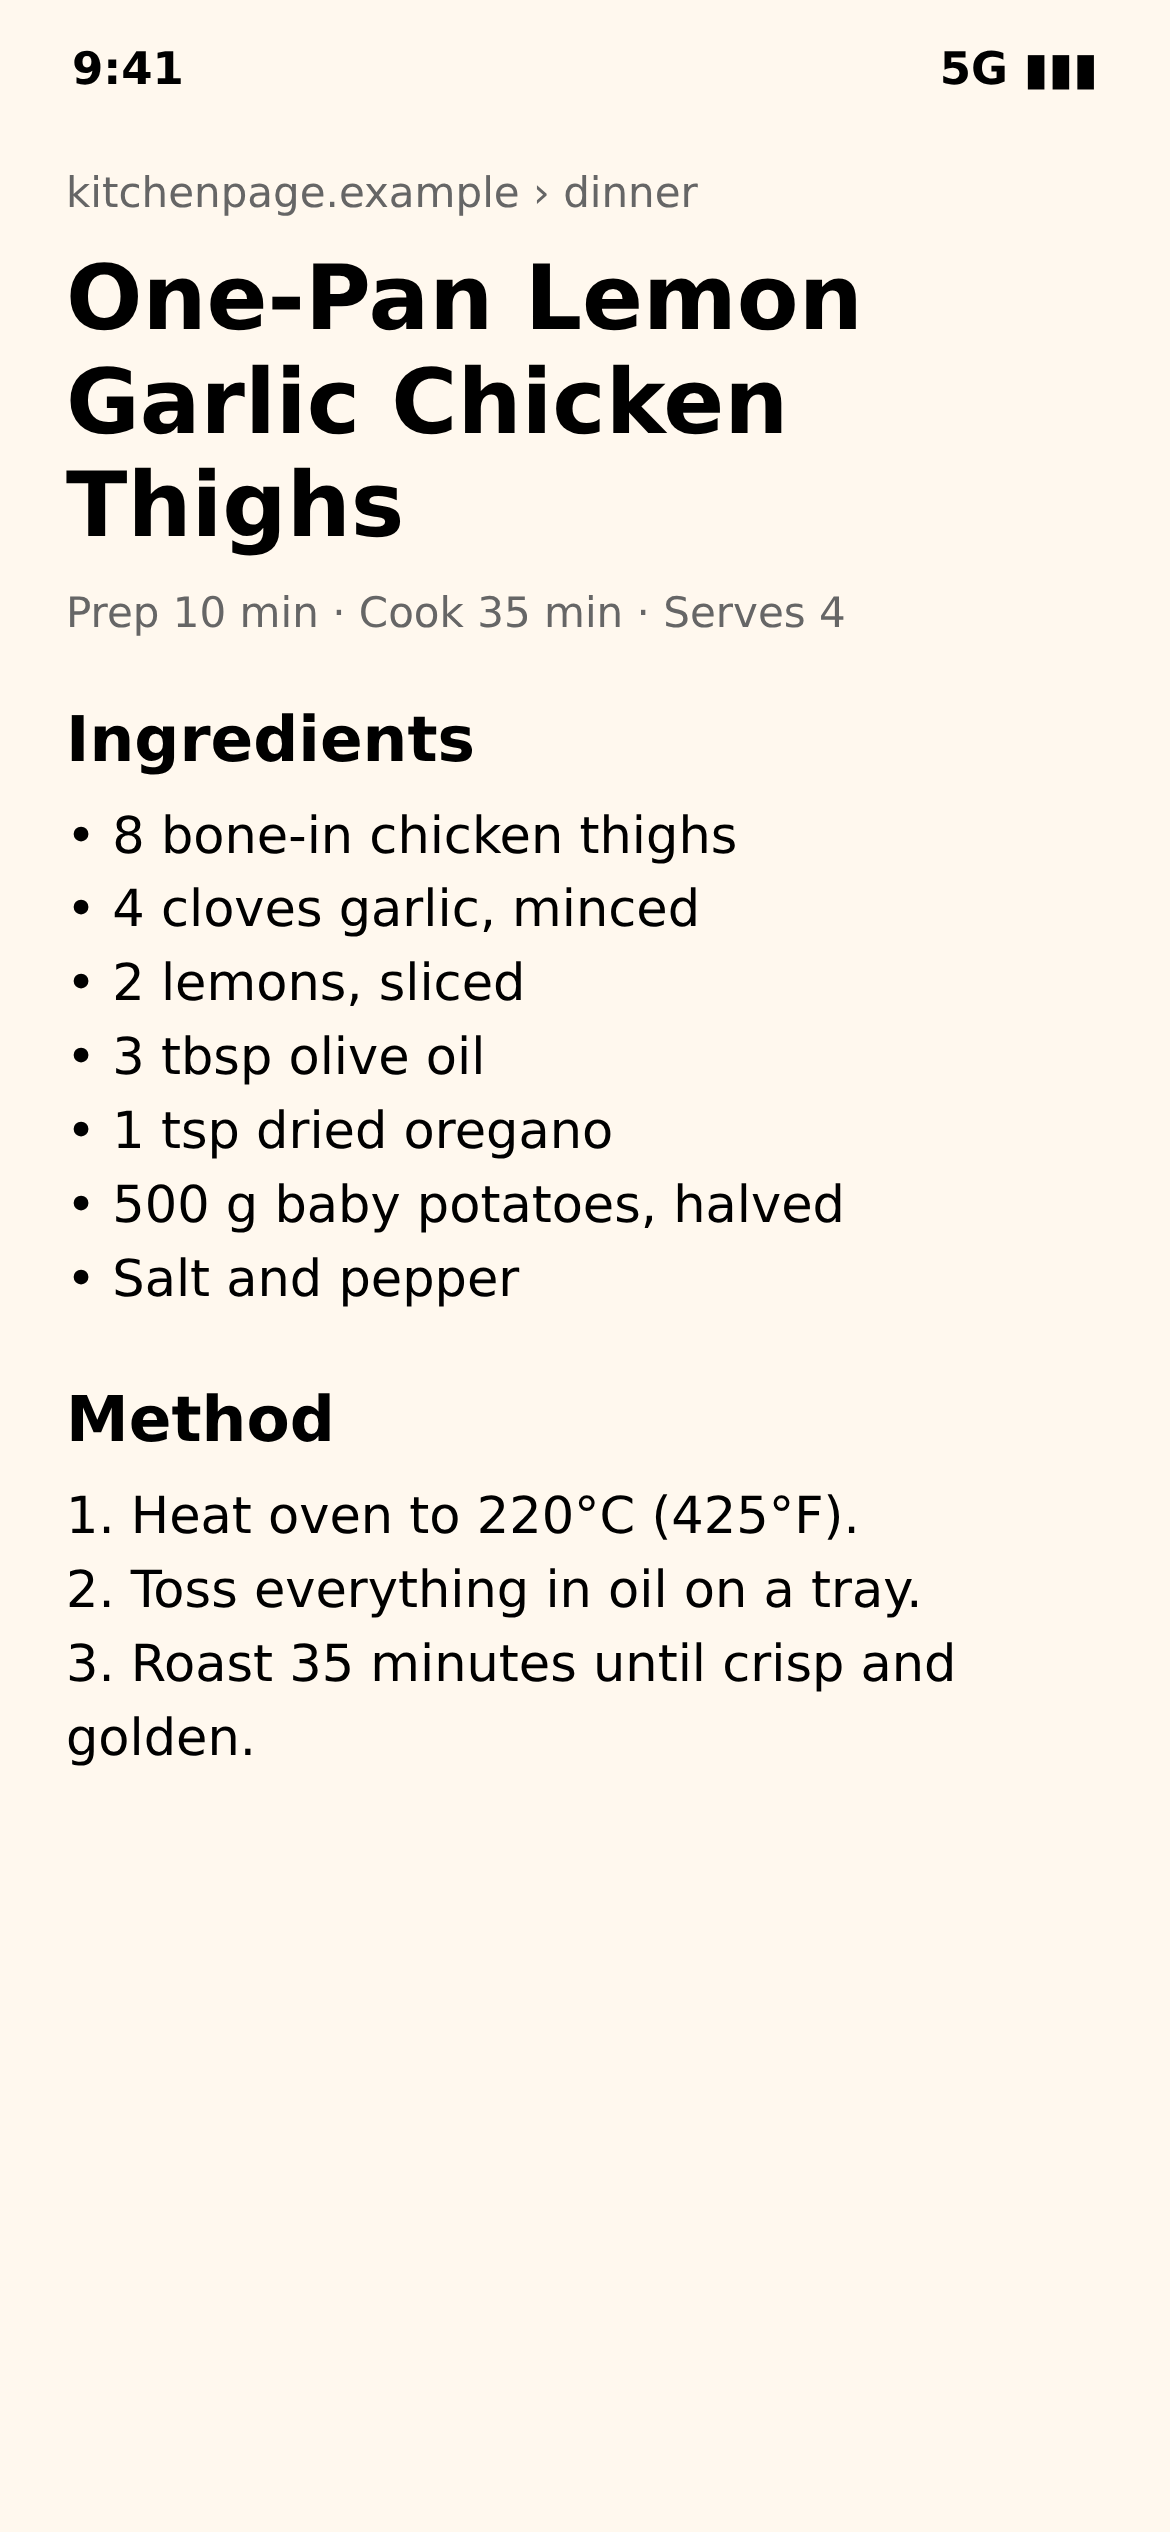 9:41
5G ▮▮▮
kitchenpage.example › dinner
One-Pan Lemon
Garlic Chicken
Thighs
Prep 10 min · Cook 35 min · Serves 4
Ingredients
• 8 bone-in chicken thighs
• 4 cloves garlic, minced
• 2 lemons, sliced
• 3 tbsp olive oil
• 1 tsp dried oregano
• 500 g baby potatoes, halved
• Salt and pepper
Method
1. Heat oven to 220°C (425°F).
2. Toss everything in oil on a tray.
3. Roast 35 minutes until crisp and
golden.